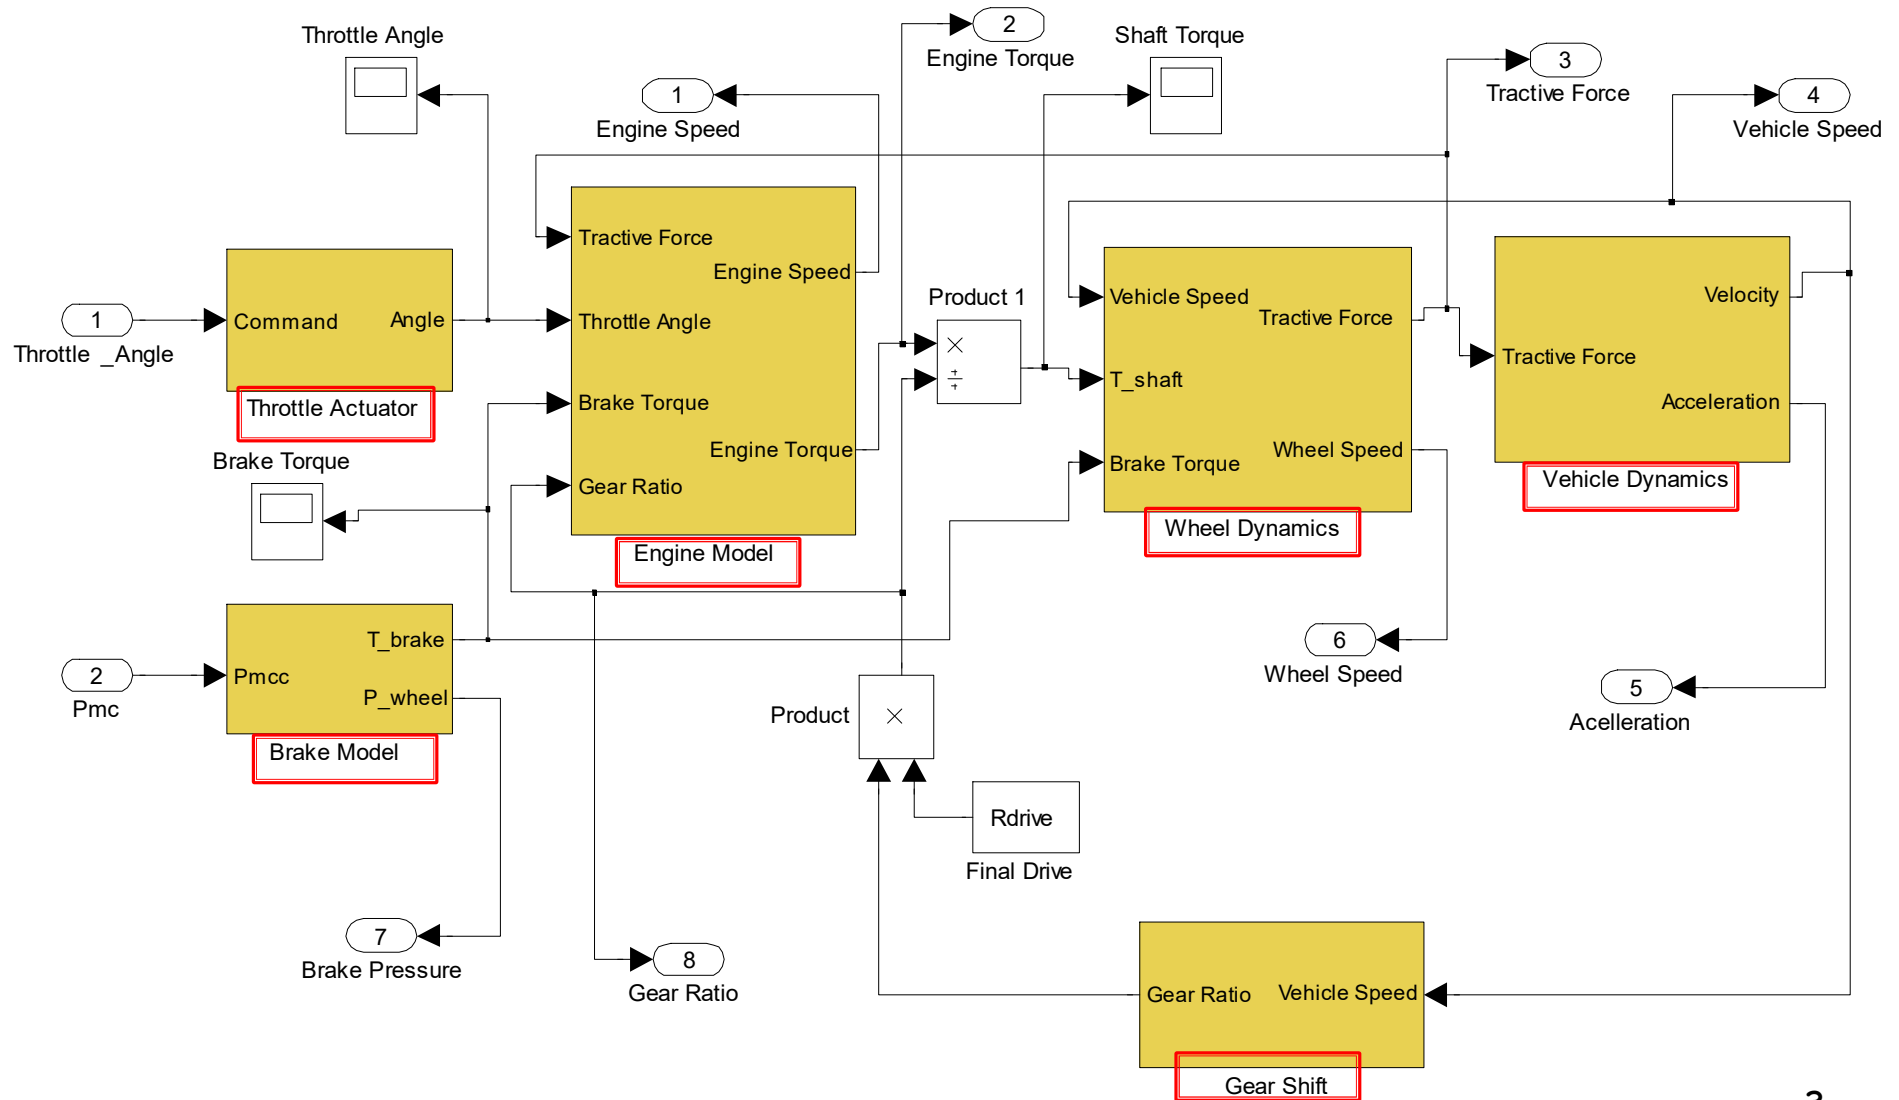 2
Throttle Angle
Shaft Torque
Engine Torque
3
Tractive Force
1
Engine Speed
4
Vehicle Speed
Tractive Force
Engine Speed
Throttle Angle
Brake Torque
Engine Torque
Gear Ratio
Engine Model
1
Throttle _Angle
Command
Angle
Throttle Actuator
Brake Torque
Product 1
×
÷
Vehicle Speed
Tractive Force
T_shaft
Brake Torque
Wheel Speed
Wheel Dynamics
Velocity
Tractive Force
Acceleration
Vehicle Dynamics
2
Pmc
Pmcc
T_brake
P_wheel
Brake Model
6
Wheel Speed
5
Acelleration
Product
×
Rdrive
Final Drive
7
Brake Pressure
8
Gear Ratio
Gear Ratio
Vehicle Speed
Gear Shift